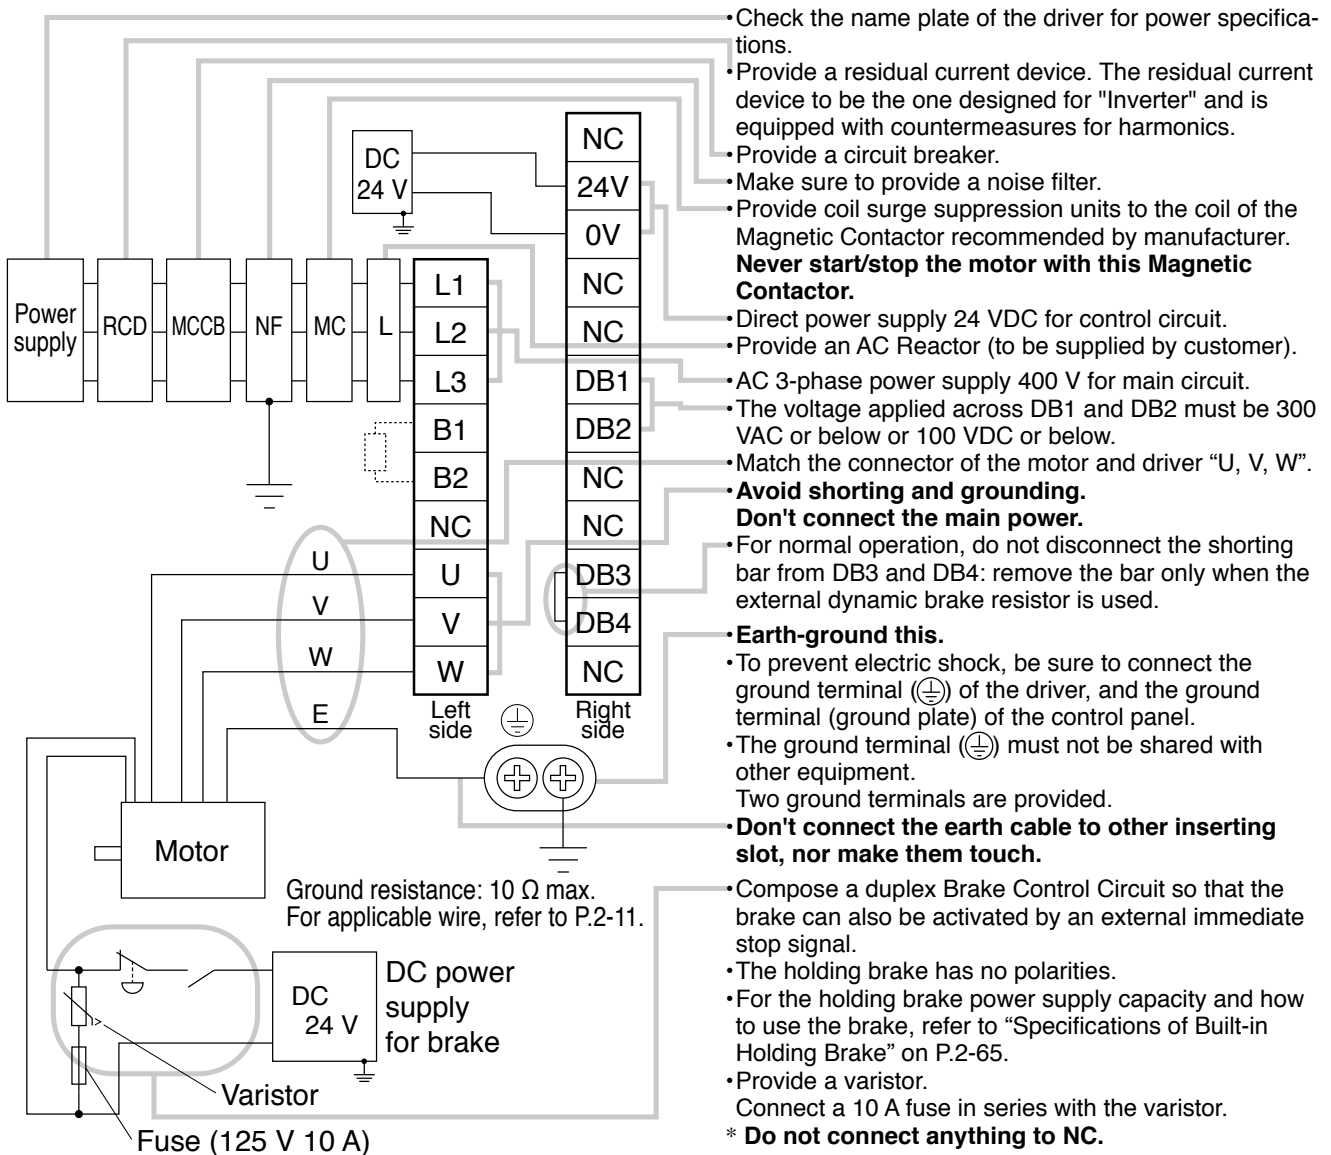 DC
24 V
NC
24V
0V
NC
NC
DB1
DB2
NC
NC
DB3
DB4
NC
Right
side
Power
supply
RCD
MCCB
NF
MC
L
L1
L2
L3
B1
B2
NC
U
V
W
Left
side
U
V
W
E
Motor
Ground resistance: 10 Ω max.
For applicable wire, refer to P.2-11.
DC
24 V
DC power
supply
for brake
Varistor
Fuse (125 V 10 A)
·Check the name plate of the driver for power specifica-
tions.
·Provide a residual current device. The residual current
device to be the one designed for "Inverter" and is
equipped with countermeasures for harmonics.
·Provide a circuit breaker.
·Make sure to provide a noise filter.
·Provide coil surge suppression units to the coil of the
Magnetic Contactor recommended by manufacturer.
Never start/stop the motor with this Magnetic
Contactor.
·Direct power supply 24 VDC for control circuit.
·Provide an AC Reactor (to be supplied by customer).
·AC 3-phase power supply 400 V for main circuit.
·The voltage applied across DB1 and DB2 must be 300
VAC or below or 100 VDC or below.
·Match the connector of the motor and driver “U, V, W”.
·Avoid shorting and grounding.
Don't connect the main power.
·For normal operation, do not disconnect the shorting
bar from DB3 and DB4: remove the bar only when the
external dynamic brake resistor is used.
·Earth-ground this.
·To prevent electric shock, be sure to connect the
ground terminal (⏚) of the driver, and the ground
terminal (ground plate) of the control panel.
·The ground terminal (⏚) must not be shared with
other equipment.
Two ground terminals are provided.
·Don't connect the earth cable to other inserting
slot, nor make them touch.
·Compose a duplex Brake Control Circuit so that the
brake can also be activated by an external immediate
stop signal.
·The holding brake has no polarities.
·For the holding brake power supply capacity and how
to use the brake, refer to “Specifications of Built-in
Holding Brake” on P.2-65.
·Provide a varistor.
Connect a 10 A fuse in series with the varistor.
* Do not connect anything to NC.